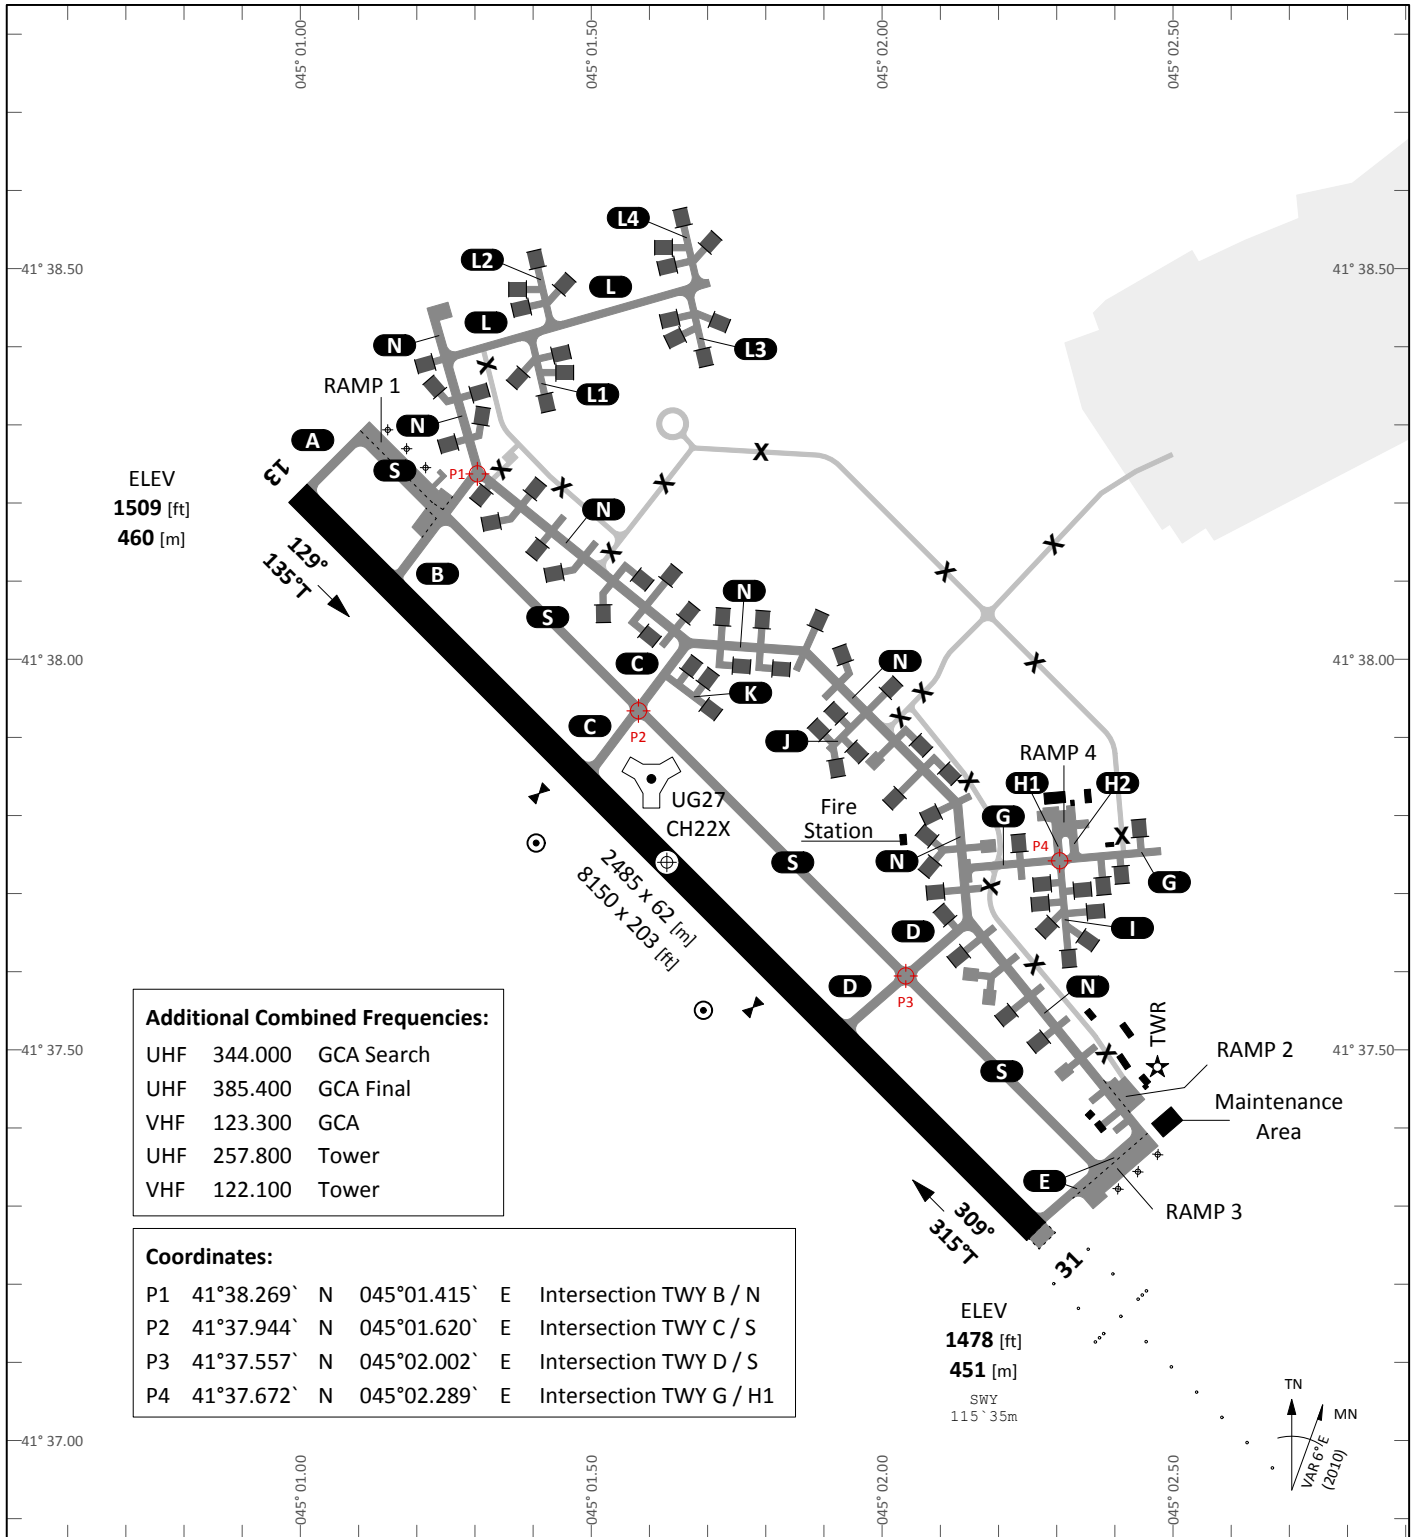 045° 01.00
045° 01.50
045° 02.00
045° 02.50
L4
L2
L
41° 38.50
41° 38.50
L
N
L3
RAMP 1
L1
N
A
S
P1
13
ELEV
1509 [ft]
460 [m]
N
129°
135°T
B
N
S
C
N
41° 38.00
41° 38.00
K
C
P2
J
RAMP 4
H1
H2
UG27
CH22X
Fire
Station
G
P4
N
S
G
2485 x 62 [m]
8150 x 203 [ft]
D
I
D
N
P3
TWR
RAMP 2
41° 37.50
41° 37.50
S
Maintenance
Area
E
RAMP 3
309°
315°T
31
Additional Combined Frequencies:
UHF 344.000 GCA Search
UHF 385.400 GCA Final
VHF 123.300 GCA
UHF 257.800 Tower
VHF 122.100 Tower
Coordinates:
P1 41°38.269` N 045°01.415` E Intersection TWY B / N
P2 41°37.944` N 045°01.620` E Intersection TWY C / S
P3 41°37.557` N 045°02.002` E Intersection TWY D / S
P4 41°37.672` N 045°02.289` E Intersection TWY G / H1
ELEV
1478 [ft]
451 [m]
SWY
115`35m
TN
MN
VAR 6°/E
(2010)
41° 37.00
41° 37.00
045° 01.00
045° 01.50
045° 02.00
045° 02.50